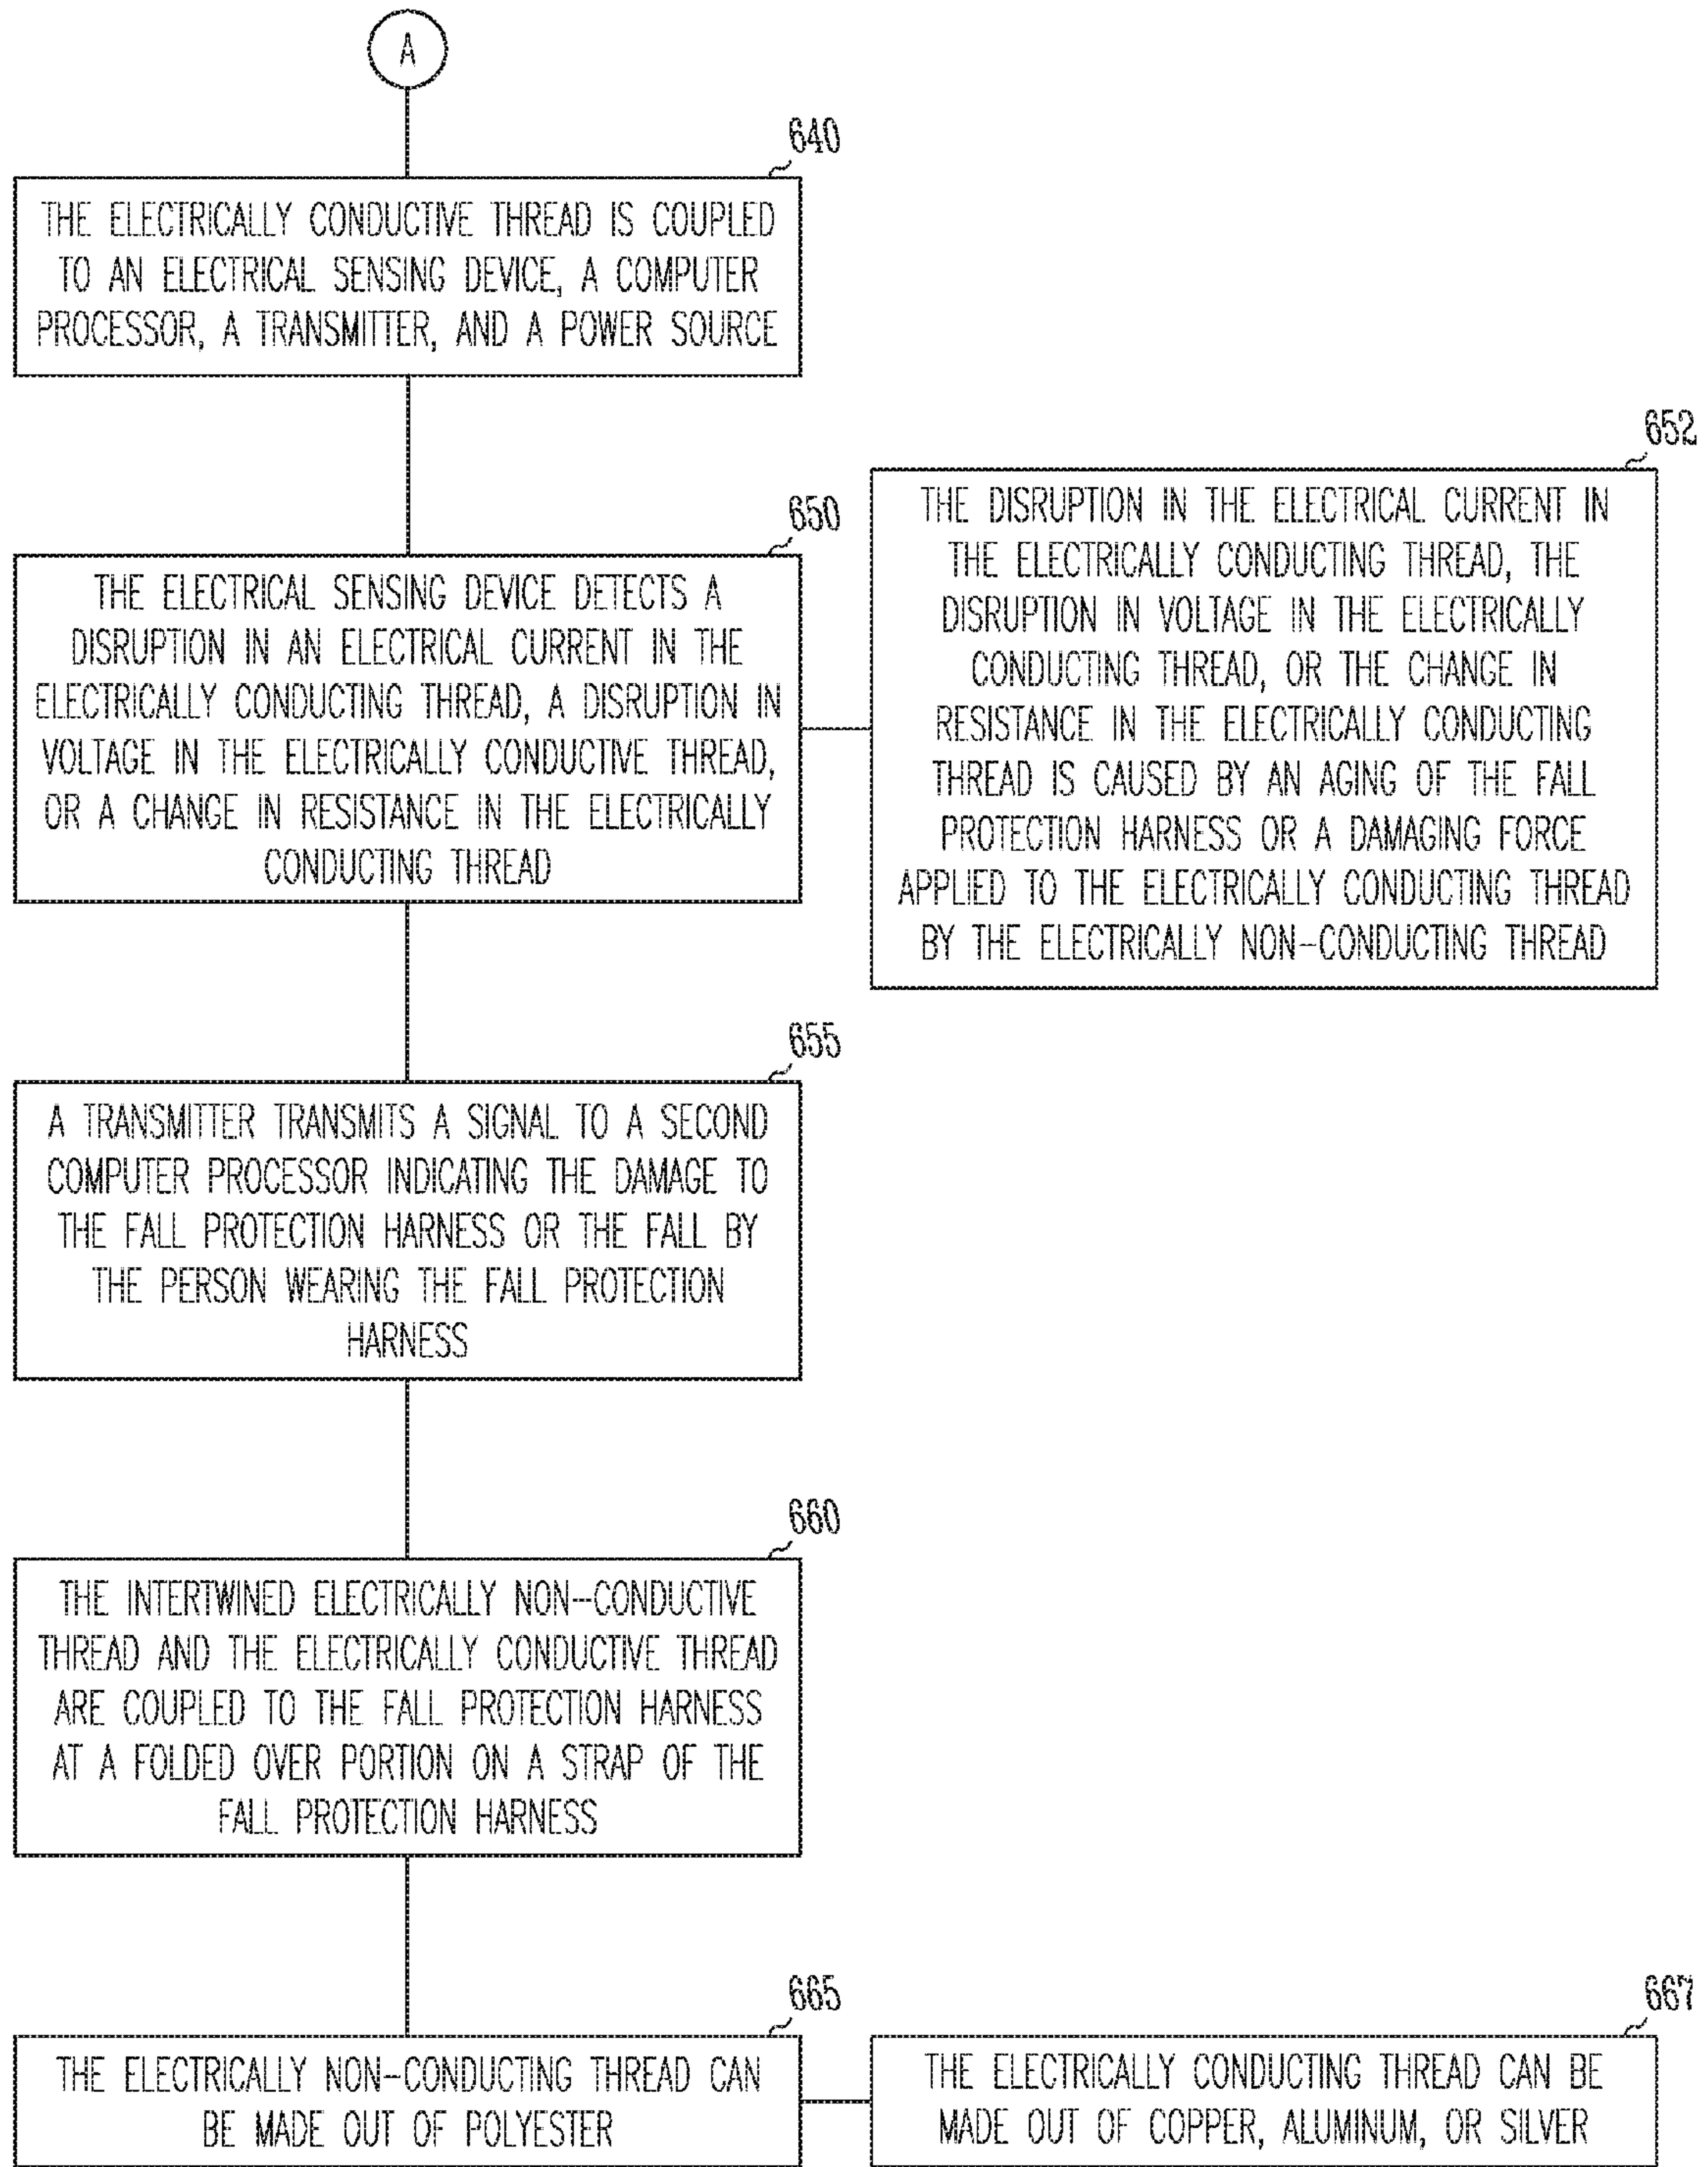 A
640
THE ELECTRICALLY CONDUCTIVE THREAD IS COUPLED
TO AN ELECTRICAL SENSING DEVICE, A COMPUTER
PROCESSOR, A TRANSMITTER, AND A POWER SOURCE
650
THE ELECTRICAL SENSING DEVICE DETECTS A
DISRUPTION IN AN ELECTRICAL CURRENT IN THE
ELECTRICALLY CONDUCTING THREAD, A DISRUPTION IN
VOLTAGE IN THE ELECTRICALLY CONDUCTIVE THREAD,
OR A CHANGE IN RESISTANCE IN THE ELECTRICALLY
CONDUCTING THREAD
652
THE DISRUPTION IN THE ELECTRICAL CURRENT IN
THE ELECTRICALLY CONDUCTING THREAD, THE
DISRUPTION IN VOLTAGE IN THE ELECTRICALLY
CONDUCTING THREAD, OR THE CHANGE IN
RESISTANCE IN THE ELECTRICALLY CONDUCTING
THREAD IS CAUSED BY AN AGING OF THE FALL
PROTECTION HARNESS OR A DAMAGING FORCE
APPLIED TO THE ELECTRICALLY CONDUCTING THREAD
BY THE ELECTRICALLY NON-CONDUCTING THREAD
655
A TRANSMITTER TRANSMITS A SIGNAL TO A SECOND
COMPUTER PROCESSOR INDICATING THE DAMAGE TO
THE FALL PROTECTION HARNESS OR THE FALL BY
THE PERSON WEARING THE FALL PROTECTION
HARNESS
660
THE INTERTWINED ELECTRICALLY NON-CONDUCTIVE
THREAD AND THE ELECTRICALLY CONDUCTIVE THREAD
ARE COUPLED TO THE FALL PROTECTION HARNESS
AT A FOLDED OVER PORTION ON A STRAP OF THE
FALL PROTECTION HARNESS
665
THE ELECTRICALLY NON-CONDUCTING THREAD CAN
BE MADE OUT OF POLYESTER
667
THE ELECTRICALLY CONDUCTING THREAD CAN BE
MADE OUT OF COPPER, ALUMINUM, OR SILVER